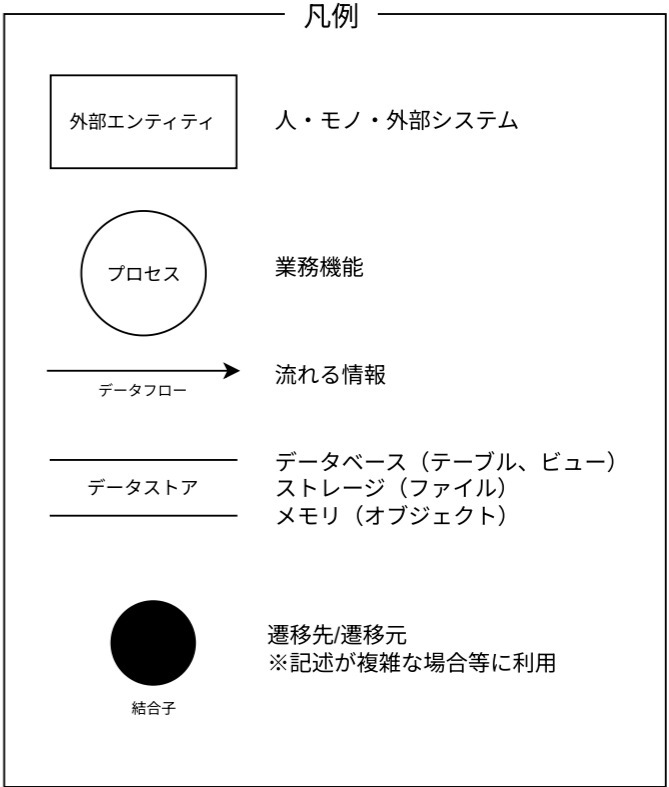 凡例
外部エンティティ
人・モノ・外部システム
プロセス
業務機能
データフロー
流れる情報
データストア
データベース（テーブル、ビュー）
ストレージ（ファイル）
メモリ（オブジェクト）
結合子
遷移先/遷移元
※記述が複雑な場合等に利用